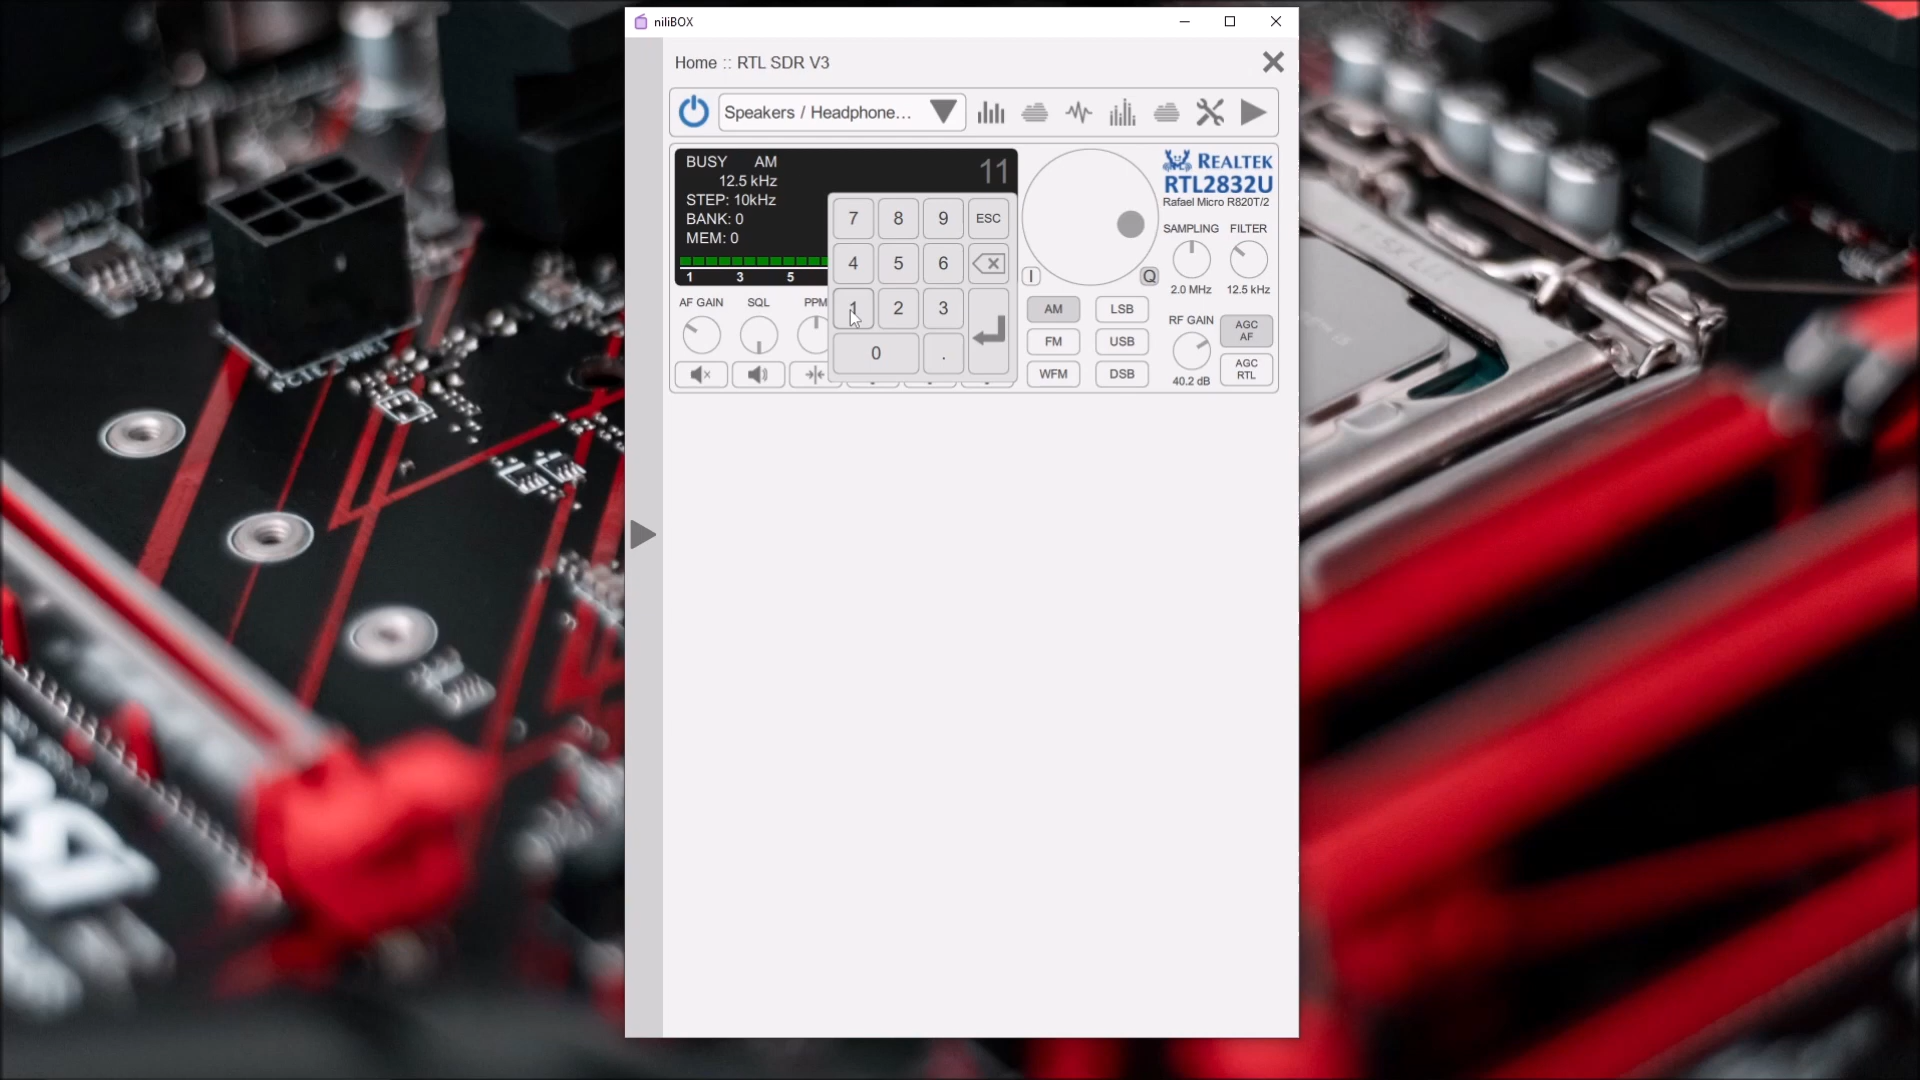 niliBOX
Home :: RTL SDR V3
Speakers / Headphone...
BUSY AM
12.5 kHz
STEP: 10kHz
BANK: 0
MEM: 0
1 3 5
11
7 8 9 ESC
4 5 6
1 2 3
0 .
AF GAIN SQL PPM
I Q
REALTEK
RTL2832U
Rafael Micro R820T/2
SAMPLING FILTER
2.0 MHz 12.5 kHz
AM LSB
FM USB
WFM DSB
RF GAIN
40.2 dB
AGC
AF
AGC
RTL